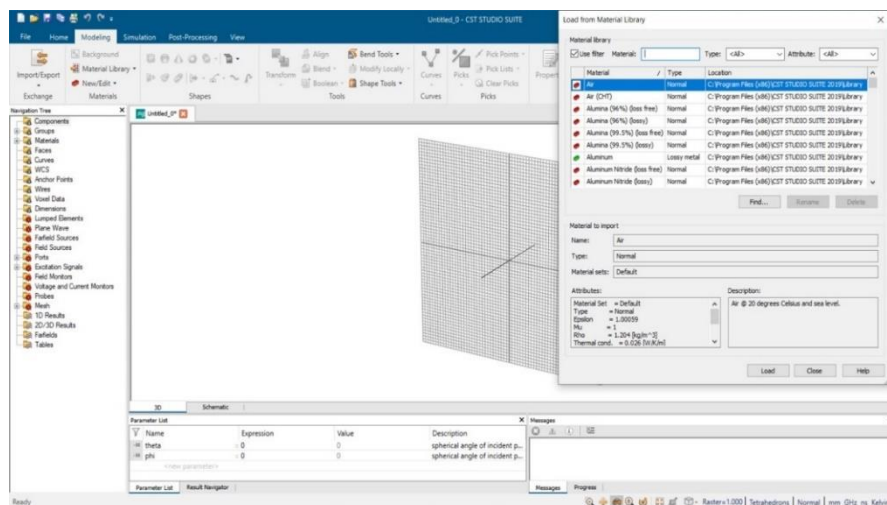 Untitled_0 - CST STUDIO SUITE
File Home Modeling Simulation Post-Processing View
Import/Export
Background
Material Library
New/Edit
Transform
Align
Blend
Boolean
Bend Tools
Modify Locally
Shape Tools
Curves
Picks
Pick Points
Pick Lists
Clear Picks
Exchange Materials Shapes Tools Curves Picks
Navigation Tree
Components
Groups
Materials
Faces
Curves
WCS
Anchor Points
Wires
Voxel Data
Dimensions
Lumped Elements
Plane Wave
Farfield Sources
Field Sources
Ports
Excitation Signals
Field Monitors
Voltage and Current Monitors
Probes
Mesh
1D Results
2D/3D Results
Farfields
Tables
Untitled_0*
3D Schematic
Parameter List
Name Expression Value Description
theta = 0 0 spherical angle of incident p...
phi = 0 0 spherical angle of incident p...
<new parameter>
Parameter List Result Navigator
Messages
Messages Progress
Ready
Raster=1.000 Tetrahedrons Normal mm GHz ns Kelvin
Load from Material Library
Material library
Use filter Material: Type: <All> Attribute: <All>
Material / Type Location
Air Normal C:\Program Files (x86)\CST STUDIO SUITE 2019\Library
Air (CHT) Normal C:\Program Files (x86)\CST STUDIO SUITE 2019\Library
Alumina (96%) (loss free) Normal C:\Program Files (x86)\CST STUDIO SUITE 2019\Library
Alumina (96%) (lossy) Normal C:\Program Files (x86)\CST STUDIO SUITE 2019\Library
Alumina (99.5%) (loss free) Normal C:\Program Files (x86)\CST STUDIO SUITE 2019\Library
Alumina (99.5%) (lossy) Normal C:\Program Files (x86)\CST STUDIO SUITE 2019\Library
Aluminum Lossy metal C:\Program Files (x86)\CST STUDIO SUITE 2019\Library
Aluminum Nitride (loss free) Normal C:\Program Files (x86)\CST STUDIO SUITE 2019\Library
Aluminum Nitride (lossy) Normal C:\Program Files (x86)\CST STUDIO SUITE 2019\Library
Find... Rename Delete
Material to import
Name: Air
Type: Normal
Material sets: Default
Attributes: Description:
Material Set = Default
Type = Normal
Epsilon = 1.00059
Mu = 1
Rho = 1.204 [kg/m^3]
Thermal cond. = 0.026 [W/K/m]
Air @ 20 degrees Celsius and sea level.
Load Close Help